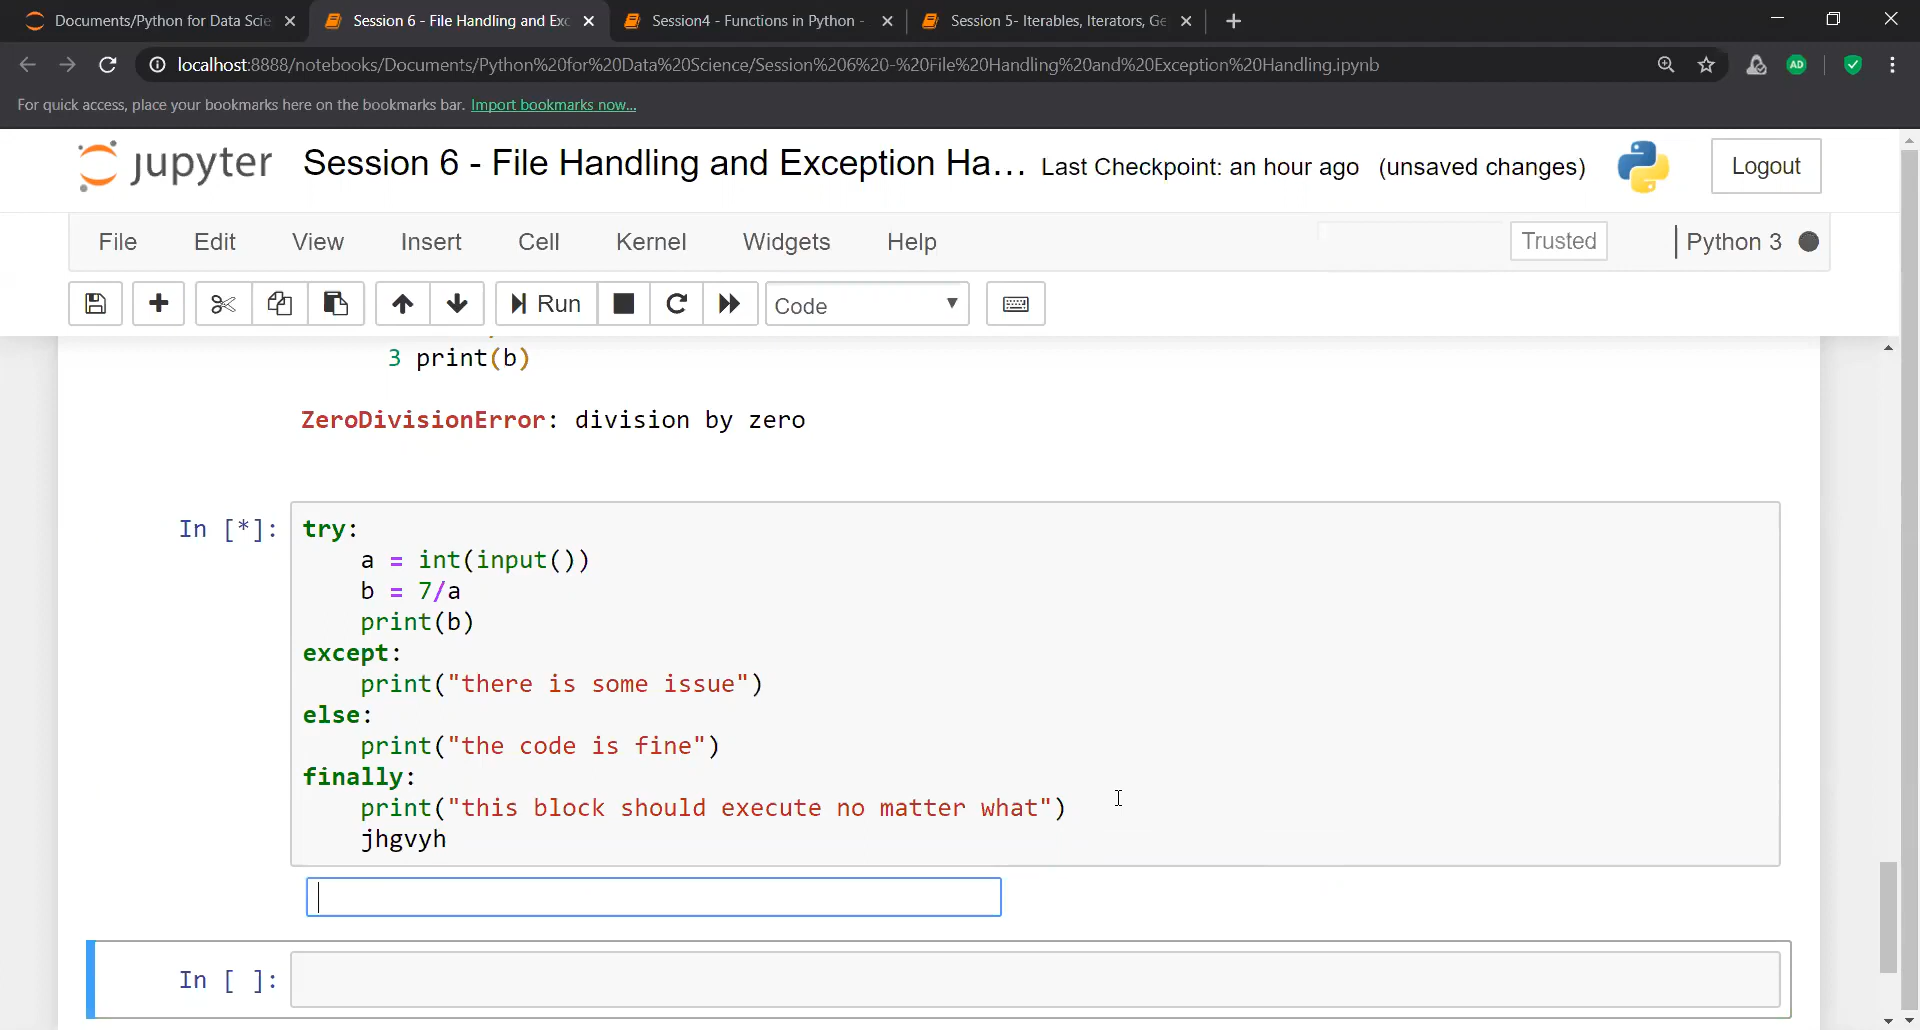 Documents/Python for Data Scie
Session 6 - File Handling and Exc
Session4 - Functions in Python -
Session 5- Iterables, Iterators, Ge
localhost:8888/notebooks/Documents/Python%20for%20Data%20Science/Session%206%20-%20File%20Handling%20and%20Exception%20Handling.ipynb
AD
For quick access, place your bookmarks here on the bookmarks bar. Import bookmarks now...
jupyter Session 6 - File Handling and Exception Ha... Last Checkpoint: an hour ago (unsaved changes)
Logout
File Edit View Insert Cell Kernel Widgets Help
Trusted
Python 3
Run
Code
3 print(b)
ZeroDivisionError: division by zero
In [*]: try:
a = int(input())
b = 7/a
print(b)
except:
print("there is some issue")
else:
print("the code is fine")
finally:
print("this block should execute no matter what")
jhgvyh
In [ ]: